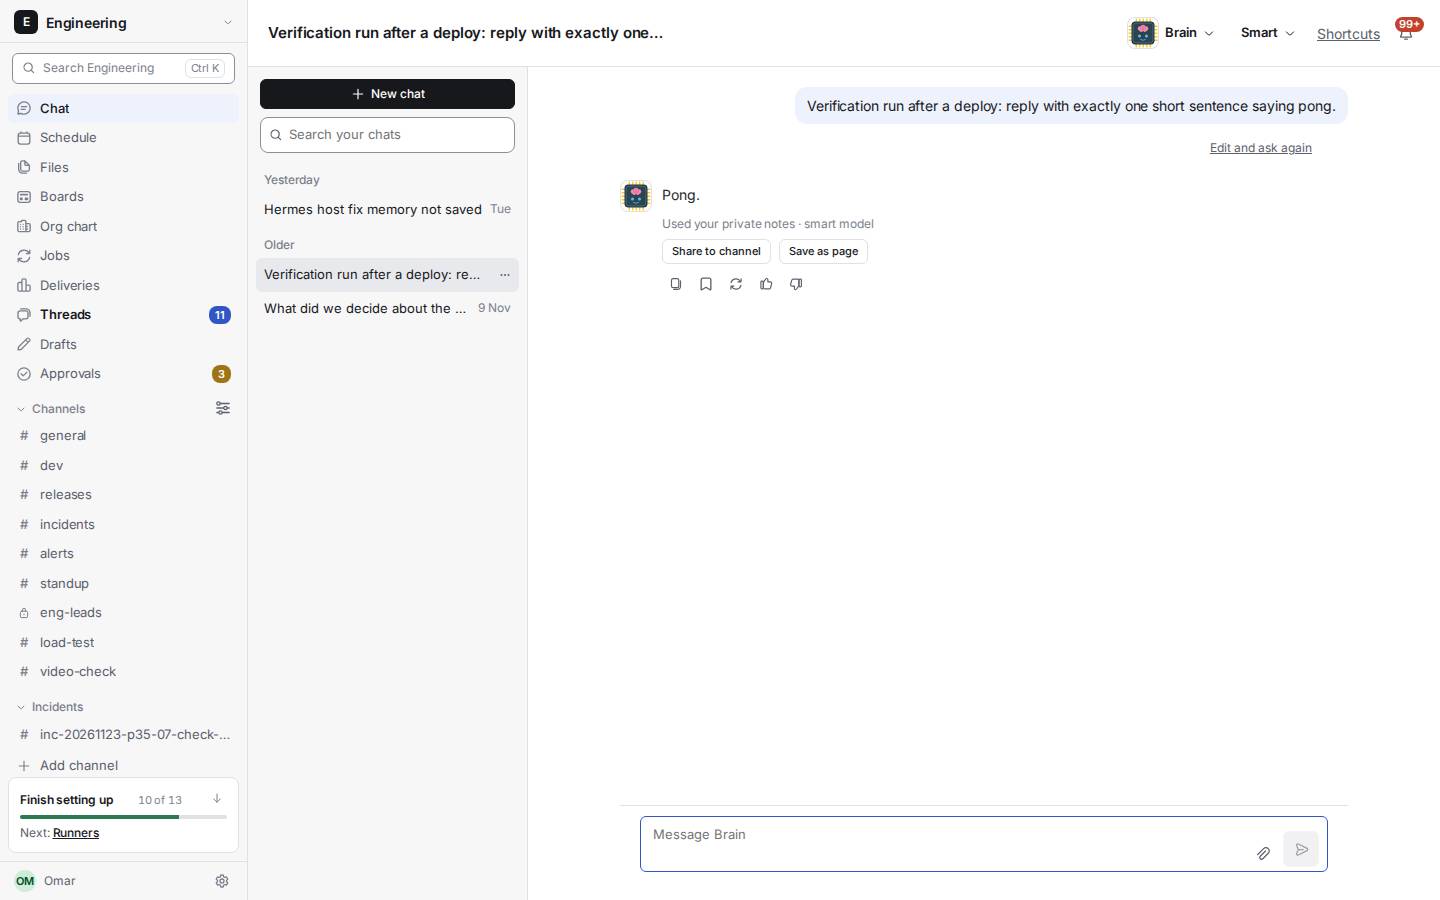 E Engineering
Search Engineering Ctrl K
Chat
Schedule
Files
Boards
Org chart
Jobs
Deliveries
Threads 11
Drafts
Approvals 3
Channels
# general
# dev
# releases
# incidents
# alerts
# standup
eng-leads
# load-test
# video-check
Incidents
# inc-20261123-p35-07-check-...
+ Add channel
Finish setting up 10 of 13
Next: Runners
OM Omar
Verification run after a deploy: reply with exactly one...
Brain Smart Shortcuts 99+
+ New chat
Search your chats
Yesterday
Hermes host fix memory not saved Tue
Older
Verification run after a deploy: re... ...
What did we decide about the ... 9 Nov
Verification run after a deploy: reply with exactly one short sentence saying pong.
Edit and ask again
Pong.
Used your private notes · smart model
Share to channel Save as page
Message Brain